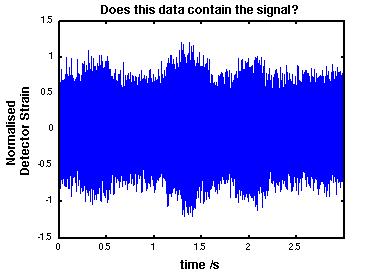 Does this data contain the signal?
1.5
1
0.5
0
-0.5
-1
-1.5
Normalised
Detector Strain
0 0.5 1 1.5 2 2.5
time /s